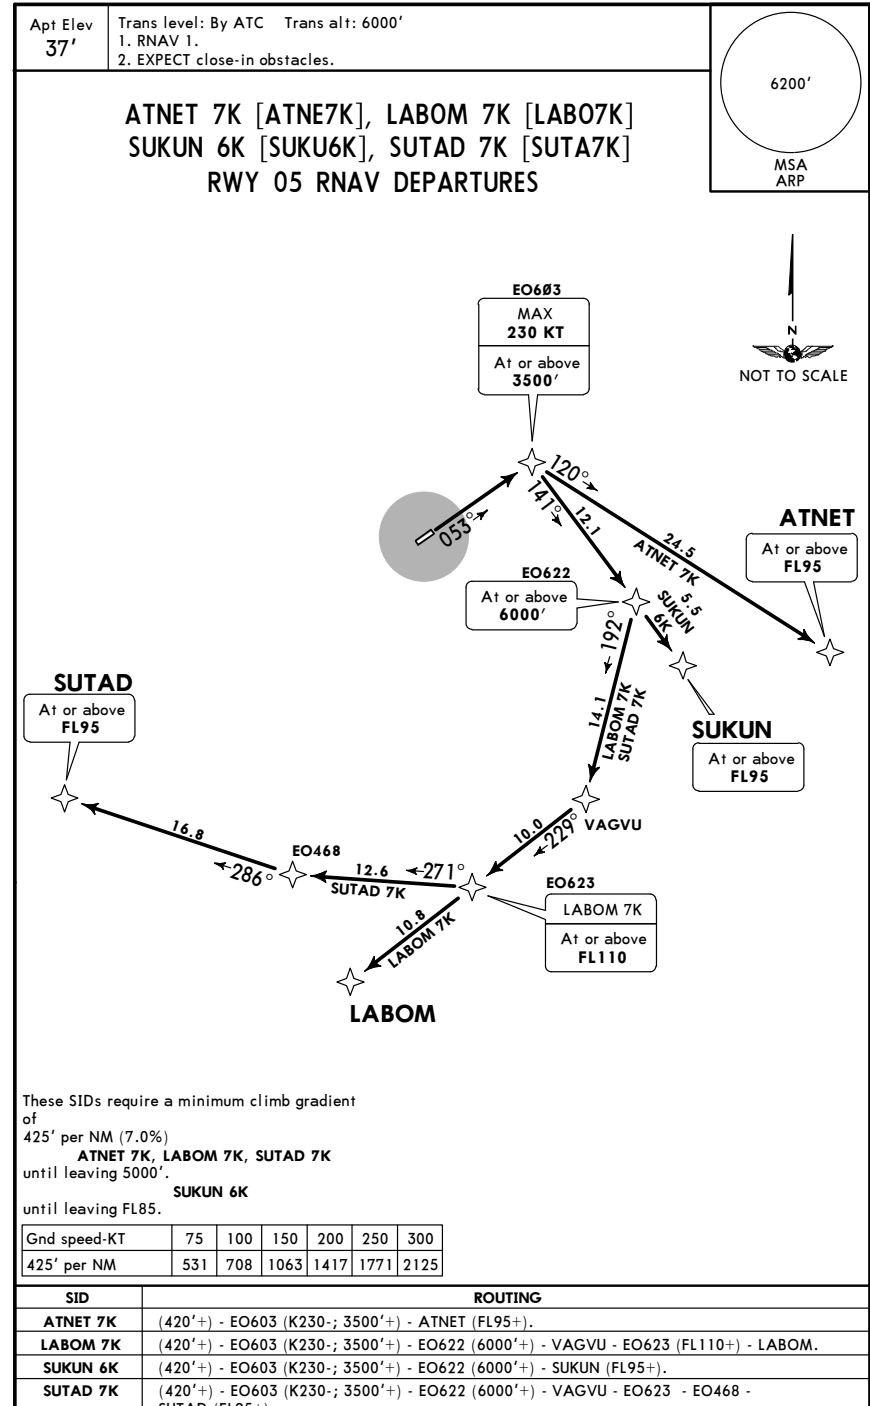 Apt Elev
37'
Trans level: By ATC Trans alt: 6000'
1. RNAV 1.
2. EXPECT close-in obstacles.
6200'
MSA
ARP
ATNET 7K [ATNE7K], LABOM 7K [LABO7K]
SUKUN 6K [SUKU6K], SUTAD 7K [SUTA7K]
RWY 05 RNAV DEPARTURES
N
NOT TO SCALE
EO6Ø3
MAX
230 KT
At or above
3500'
053°
120°
141°
12.1
24.5
ATNET 7K
ATNET
At or above
FL95
EO622
At or above
6000'
5.5
SUKUN
6K
192°
14.1
LABOM 7K
SUTAD 7K
SUKUN
At or above
FL95
SUTAD
At or above
FL95
VAGVU
10.0
229°
16.8
286°
EO468
12.6
271°
SUTAD 7K
EO623
LABOM 7K
At or above
FL110
10.8
LABOM 7K
LABOM
These SIDs require a minimum climb gradient
of
425' per NM (7.0%)
ATNET 7K, LABOM 7K, SUTAD 7K
until leaving 5000'.
SUKUN 6K
until leaving FL85.
Gnd speed-KT 75 100 150 200 250 300
425' per NM 531 708 1063 1417 1771 2125
SID ROUTING
ATNET 7K (420'+) - EO603 (K230-; 3500'+) - ATNET (FL95+).
LABOM 7K (420'+) - EO603 (K230-; 3500'+) - EO622 (6000'+) - VAGVU - EO623 (FL110+) - LABOM.
SUKUN 6K (420'+) - EO603 (K230-; 3500'+) - EO622 (6000'+) - SUKUN (FL95+).
SUTAD 7K (420'+) - EO603 (K230-; 3500'+) - EO622 (6000'+) - VAGVU - EO623 - EO468 -
SUTAD (FL95+).